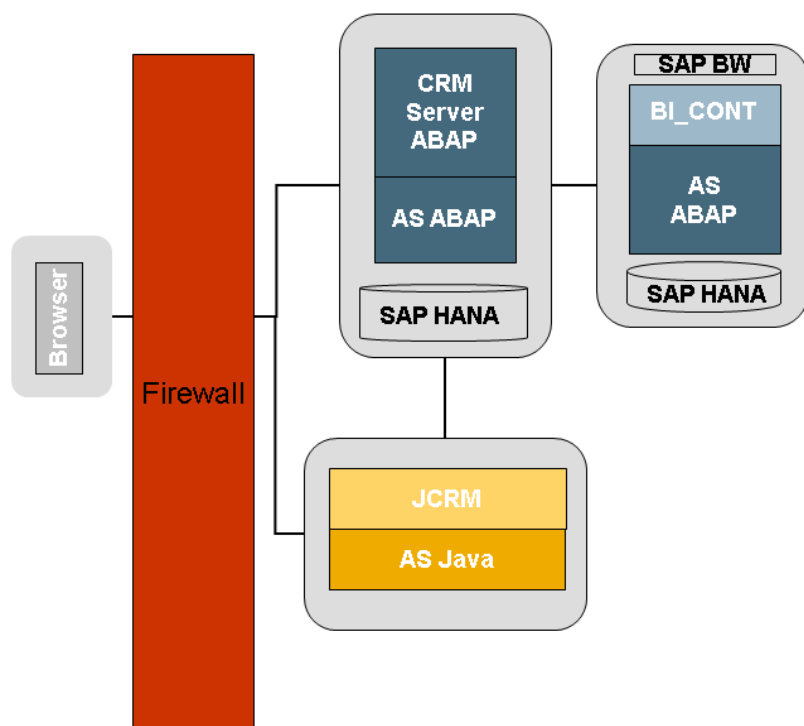 Browser
Firewall
CRM
Server
ABAP
AS ABAP
SAP HANA
SAP BW
BI_CONT
AS
ABAP
SAP HANA
JCRM
AS Java